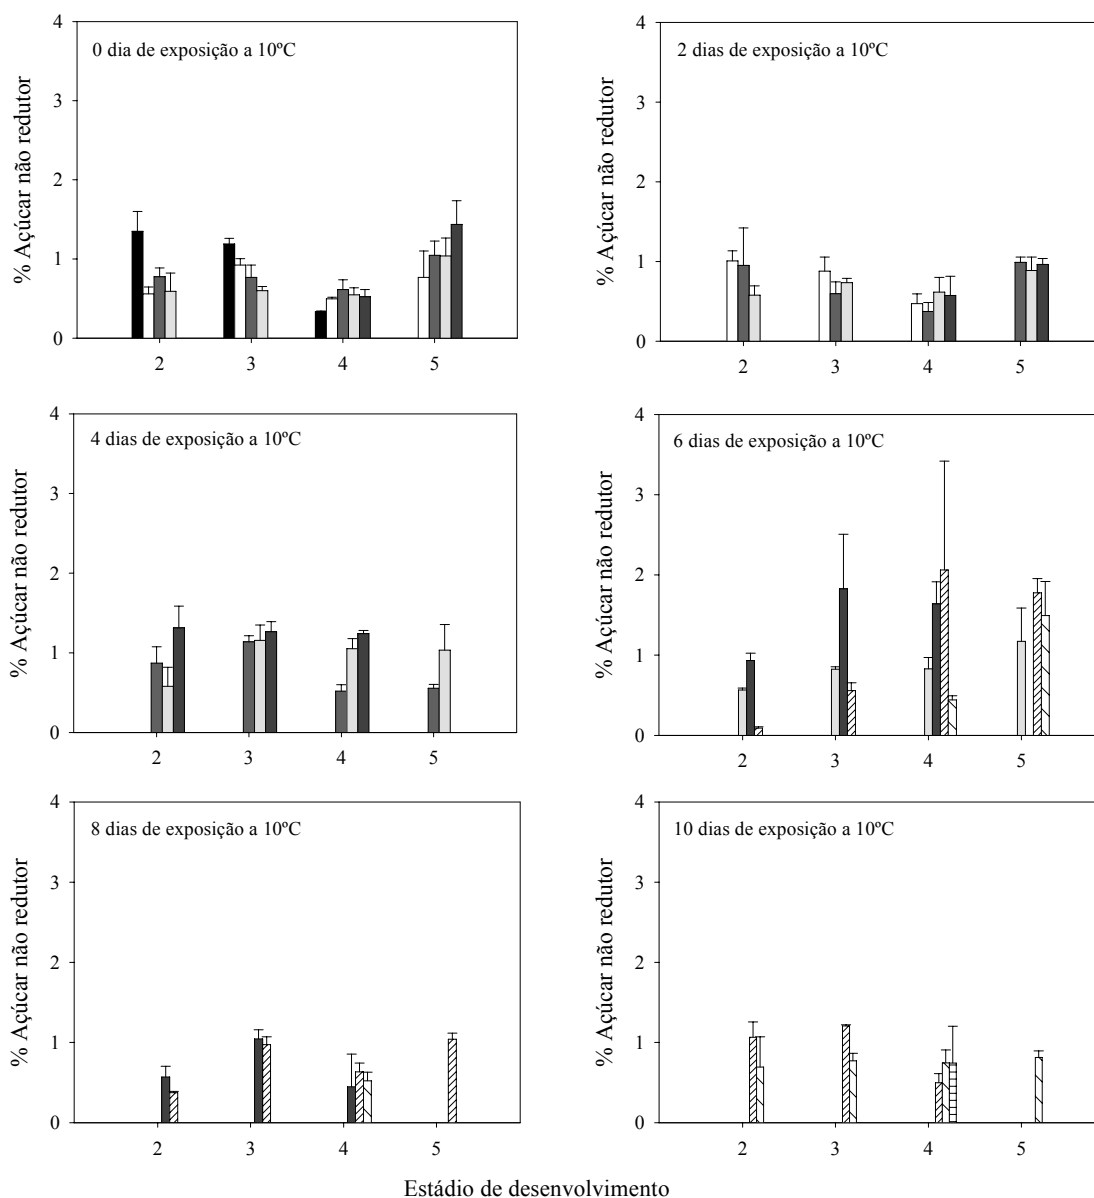 0 dia de exposição a 10ºC
% Açúcar não redutor
4
3
2
1
0
2 3 4 5
2 dias de exposição a 10ºC
% Açúcar não redutor
4
3
2
1
0
2 3 4 5
4 dias de exposição a 10ºC
% Açúcar não redutor
4
3
2
1
0
2 3 4 5
6 dias de exposição a 10ºC
% Açúcar não redutor
4
3
2
1
0
2 3 4 5
8 dias de exposição a 10ºC
% Açúcar não redutor
4
3
2
1
0
2 3 4 5
10 dias de exposição a 10ºC
% Açúcar não redutor
4
3
2
1
0
2 3 4 5
Estádio de desenvolvimento